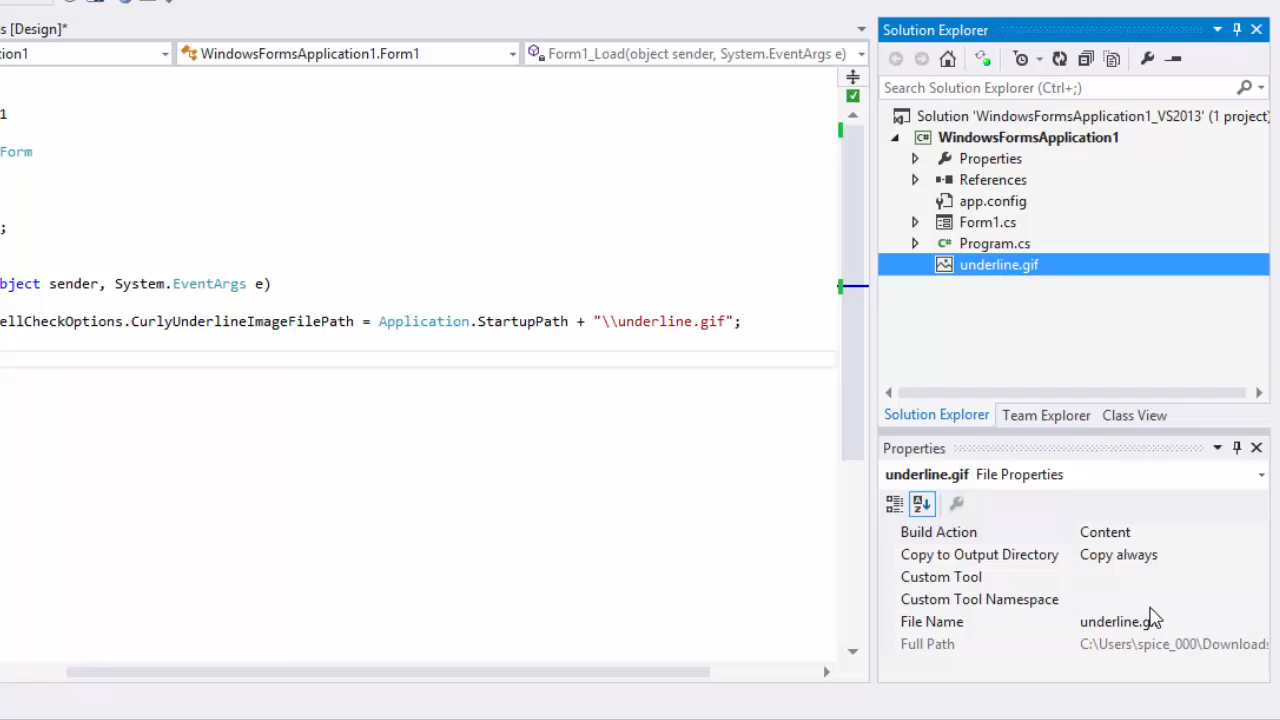 s [Design]*
ion1
WindowsFormsApplication1.Form1
Form1_Load(object sender, System.EventArgs e)
1
Form
;
bject sender, System.EventArgs e)
ellCheckOptions.CurlyUnderlineImageFilePath = Application.StartupPath + "\\underline.gif";
Solution Explorer
Search Solution Explorer (Ctrl+;)
Solution 'WindowsFormsApplication1_VS2013' (1 project)
C# WindowsFormsApplication1
Properties
References
app.config
Form1.cs
C# Program.cs
underline.gif
Solution Explorer Team Explorer Class View
Properties
underline.gif File Properties
Build Action Content
Copy to Output Directory Copy always
Custom Tool
Custom Tool Namespace
File Name underline.gif
Full Path C:\Users\spice_000\Downloads